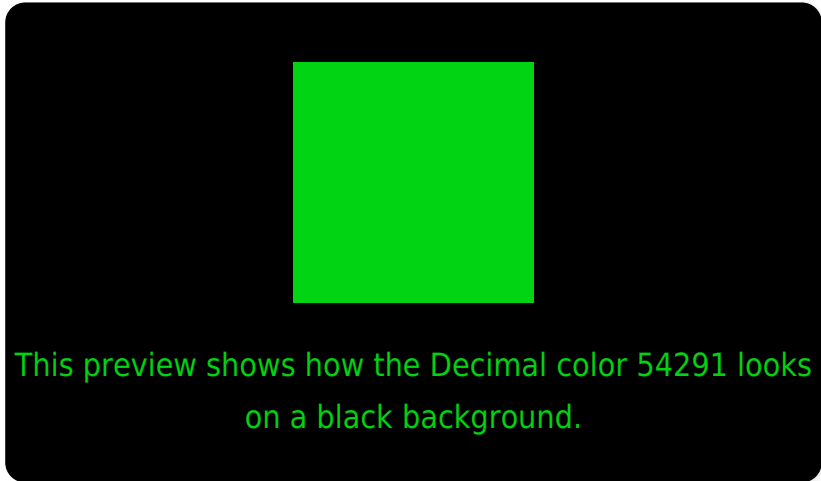 This preview shows how the Decimal color 54291 looks
on a black background.